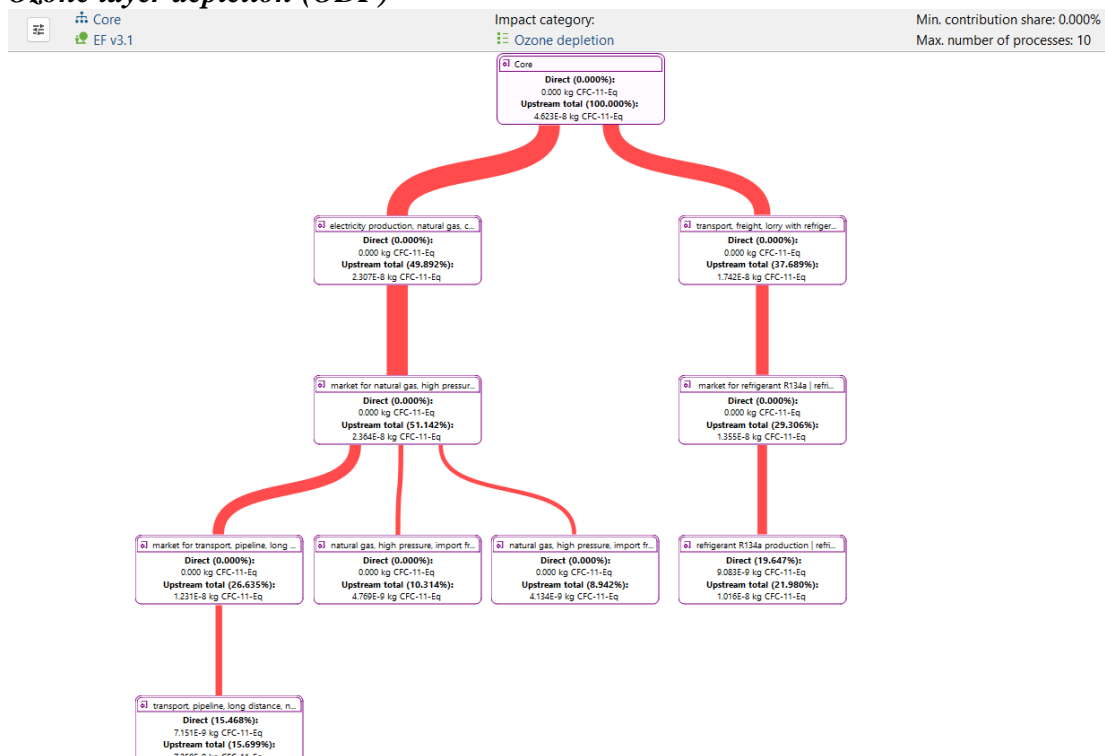 Ozone layer depletion (ODP)
Core
EF v3.1
Impact category:
Ozone depletion
Min. contribution share: 0.000%
Max. number of processes: 10
Core
Direct (0.000%):
0.000 kg CFC-11-Eq
Upstream total (100.000%):
4.623E-8 kg CFC-11-Eq
electricity production, natural gas, c...
Direct (0.000%):
0.000 kg CFC-11-Eq
Upstream total (49.892%):
2.307E-8 kg CFC-11-Eq
transport, freight, lorry with refriger...
Direct (0.000%):
0.000 kg CFC-11-Eq
Upstream total (37.689%):
1.742E-8 kg CFC-11-Eq
market for natural gas, high pressur...
Direct (0.000%):
0.000 kg CFC-11-Eq
Upstream total (51.142%):
2.364E-8 kg CFC-11-Eq
market for refrigerant R134a | refri...
Direct (0.000%):
0.000 kg CFC-11-Eq
Upstream total (29.306%):
1.355E-8 kg CFC-11-Eq
market for transport, pipeline, long ...
Direct (0.000%):
0.000 kg CFC-11-Eq
Upstream total (26.635%):
1.231E-8 kg CFC-11-Eq
natural gas, high pressure, import fr...
Direct (0.000%):
0.000 kg CFC-11-Eq
Upstream total (10.314%):
4.769E-9 kg CFC-11-Eq
natural gas, high pressure, import fr...
Direct (0.000%):
0.000 kg CFC-11-Eq
Upstream total (8.942%):
4.134E-9 kg CFC-11-Eq
refrigerant R134a production | refri...
Direct (19.647%):
9.083E-9 kg CFC-11-Eq
Upstream total (21.980%):
1.016E-8 kg CFC-11-Eq
transport, pipeline, long distance, n...
Direct (15.468%):
7.151E-9 kg CFC-11-Eq
Upstream total (15.699%):
kg CFC-11-Eq